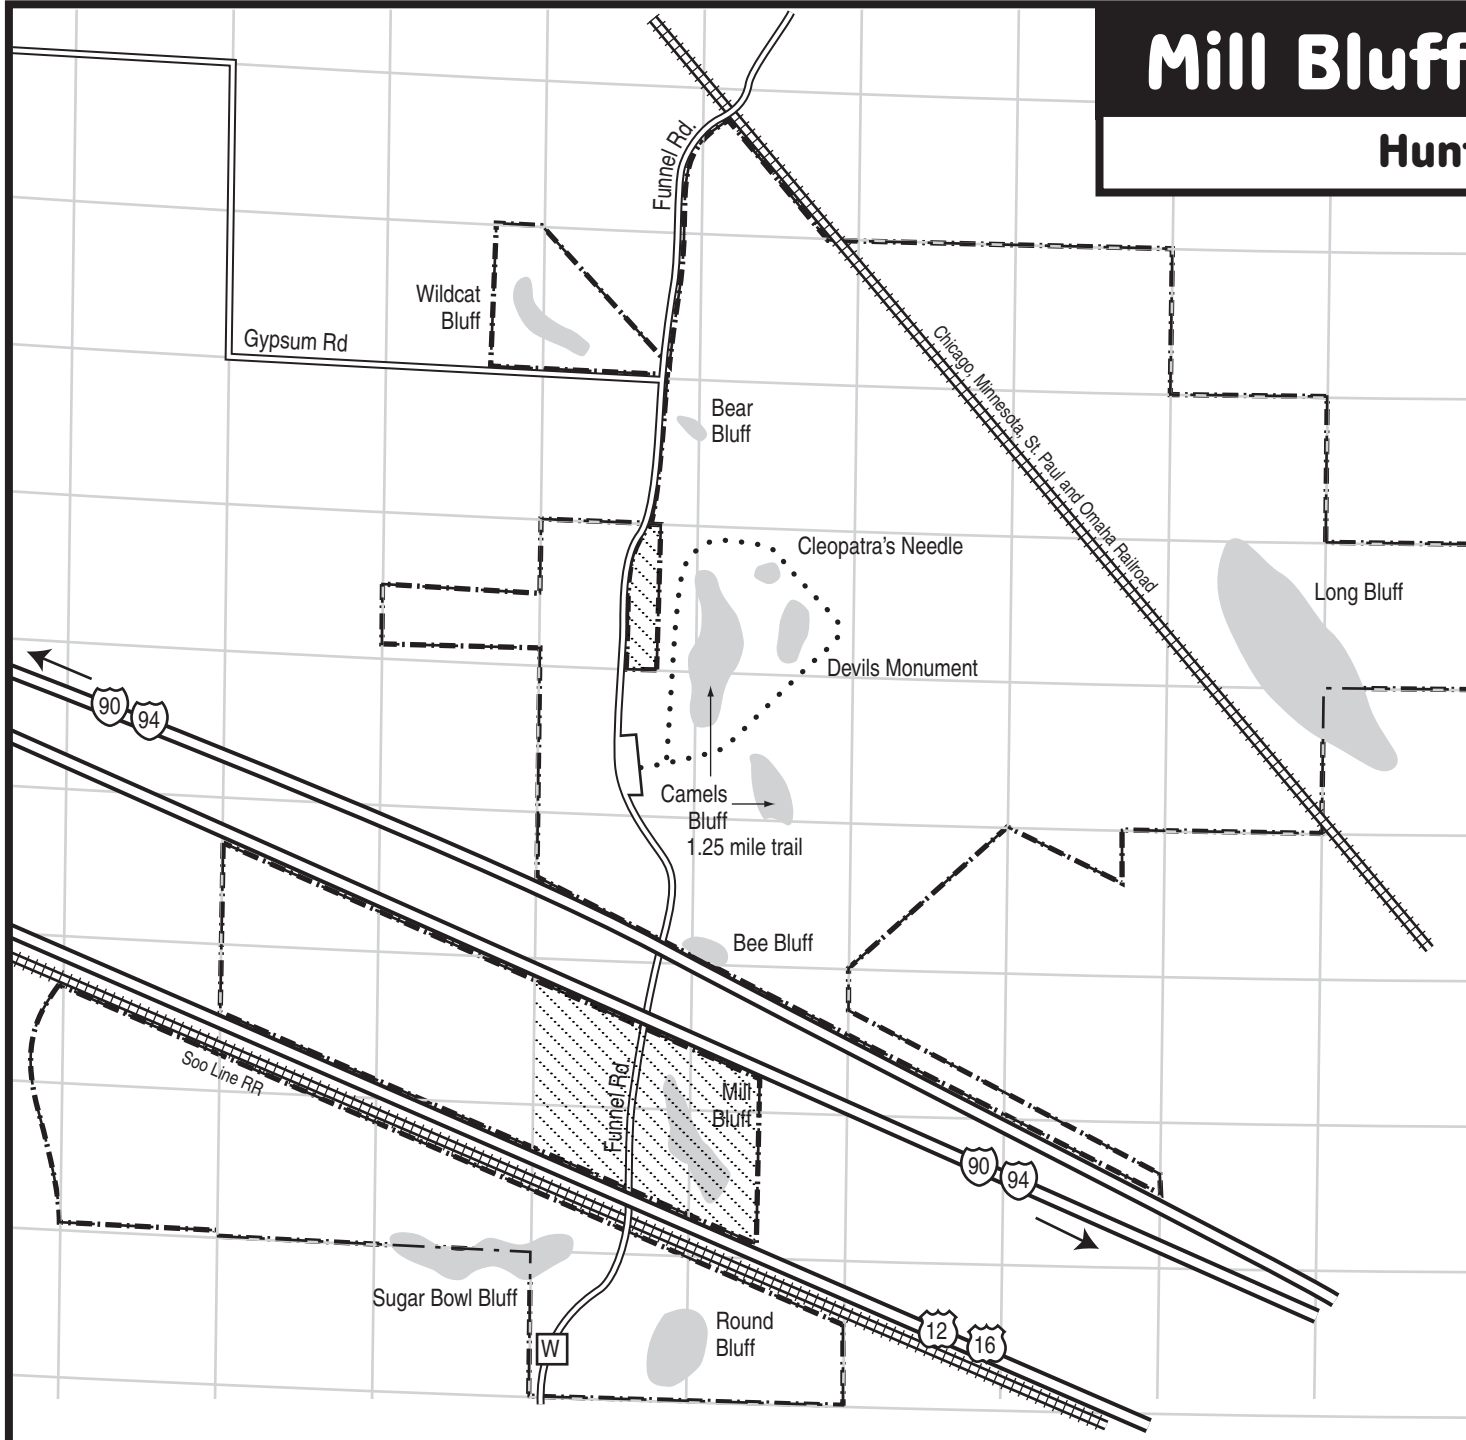 Mill Bluff
Hun
Funnel Rd.
Wildcat
Bluff
Gypsum Rd
Chicago, Minnesota, St. Paul and Omaha Railroad
Bear
Bluff
Cleopatra's Needle
Long Bluff
Devils Monument
90
94
Camels
Bluff
1.25 mile trail
Bee Bluff
Soo Line RR
Funnel Rd.
Mill
Bluff
90
94
Sugar Bowl Bluff
Round
Bluff
W
12
16